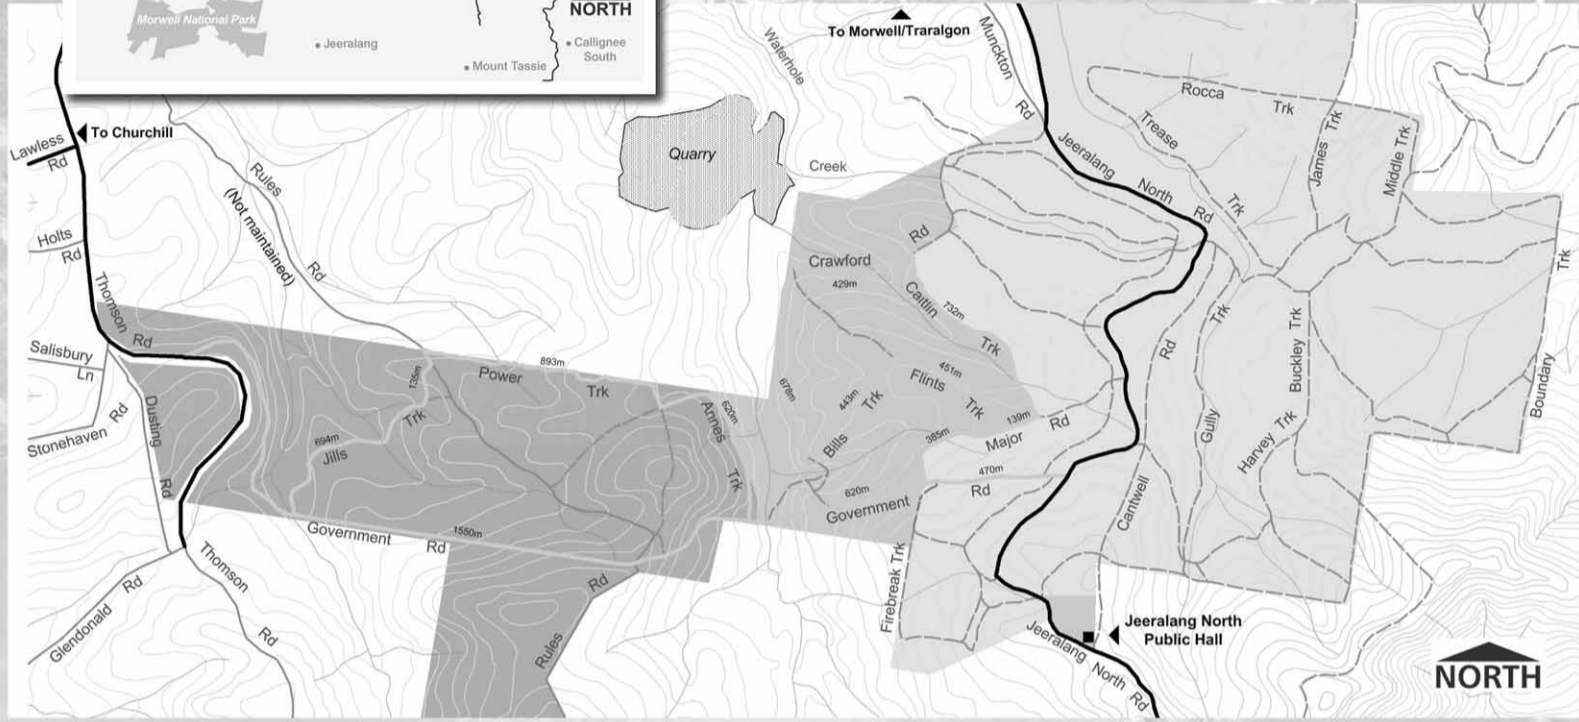 Morwell National Park
Jeeralang
NORTH
Callignee
South
Mount Tassie
To Morwell/Traralgon
Waterhole
Creek
Munckton
Rd
Quarry
To Churchill
Lawless
Rd
Rules
Rd
(Not maintained)
Holts
Rd
Thomson
Rd
Salisbury
Ln
Stonehaven
Rd
Dusting
Rd
Glendonald
Rd
Thomson
Rd
Power
Trk
893m
135m
Trk
694m
Jills
Government
Rd
1550m
Rules
Rd
Annes
Trk
620m
678m
Crawford
Rd
429m
Caitlin
Trk
732m
Flints
Trk
451m
443m
Bills
Trk
385m
139m
Major
Rd
620m
Government
Rd
470m
Firebreak Trk
Jeeralang
North
Rd
Rocca
Trk
Trease
Trk
James Trk
Middle Trk
Boundary
Trk
Buckley Trk
Harvey Trk
Gully
Trk
Cantwell
Rd
Jeeralang North
Public Hall
Jeeralang
North
Rd
NORTH